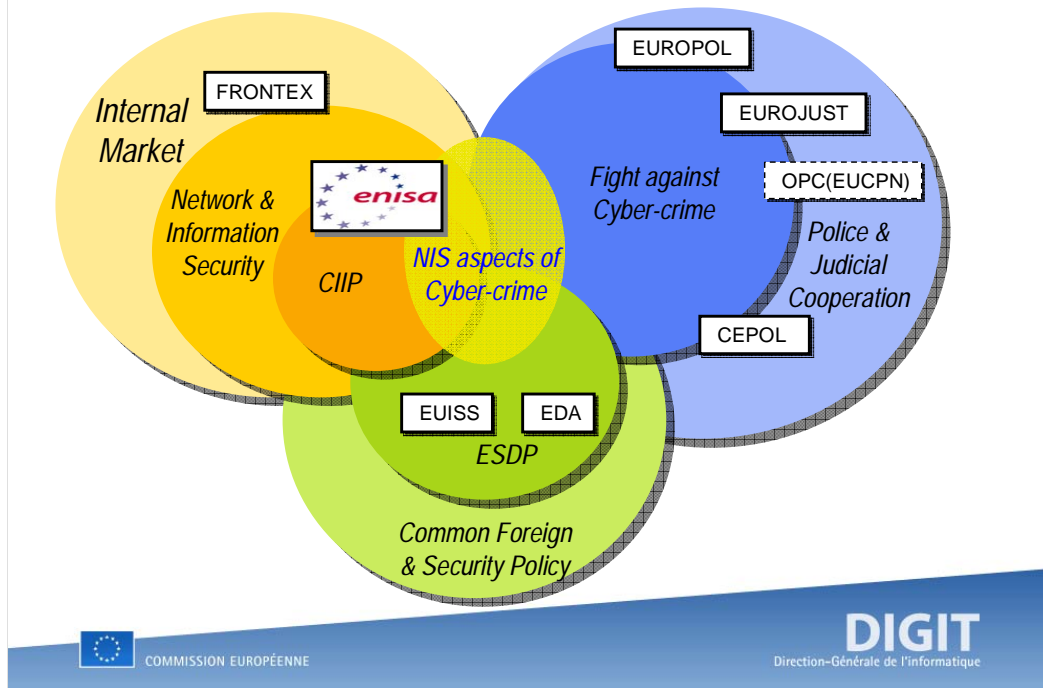 EUROPOL
FRONTEX
Internal
Market
EUROJUST
enisa
Fight against
Cyber-crime
OPC(EUCPN)
Network &
Information
Security
Police &
Judicial
Cooperation
NIS aspects of
Cyber-crime
CIIP
CEPOL
EUISS
EDA
ESDP
Common Foreign
& Security Policy
COMMISSION EUROPÉENNE
DIGIT
Direction-Générale de l'informatique